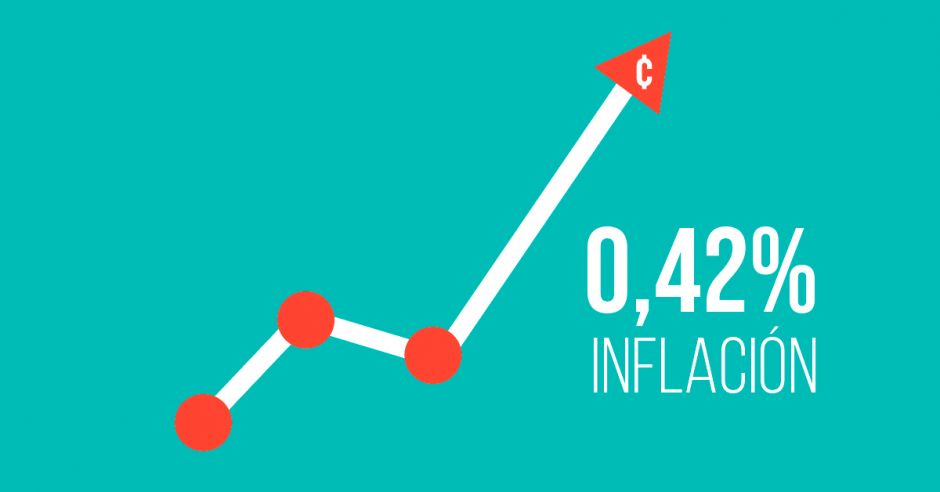 ₵
0,42%
INFLACIÓN